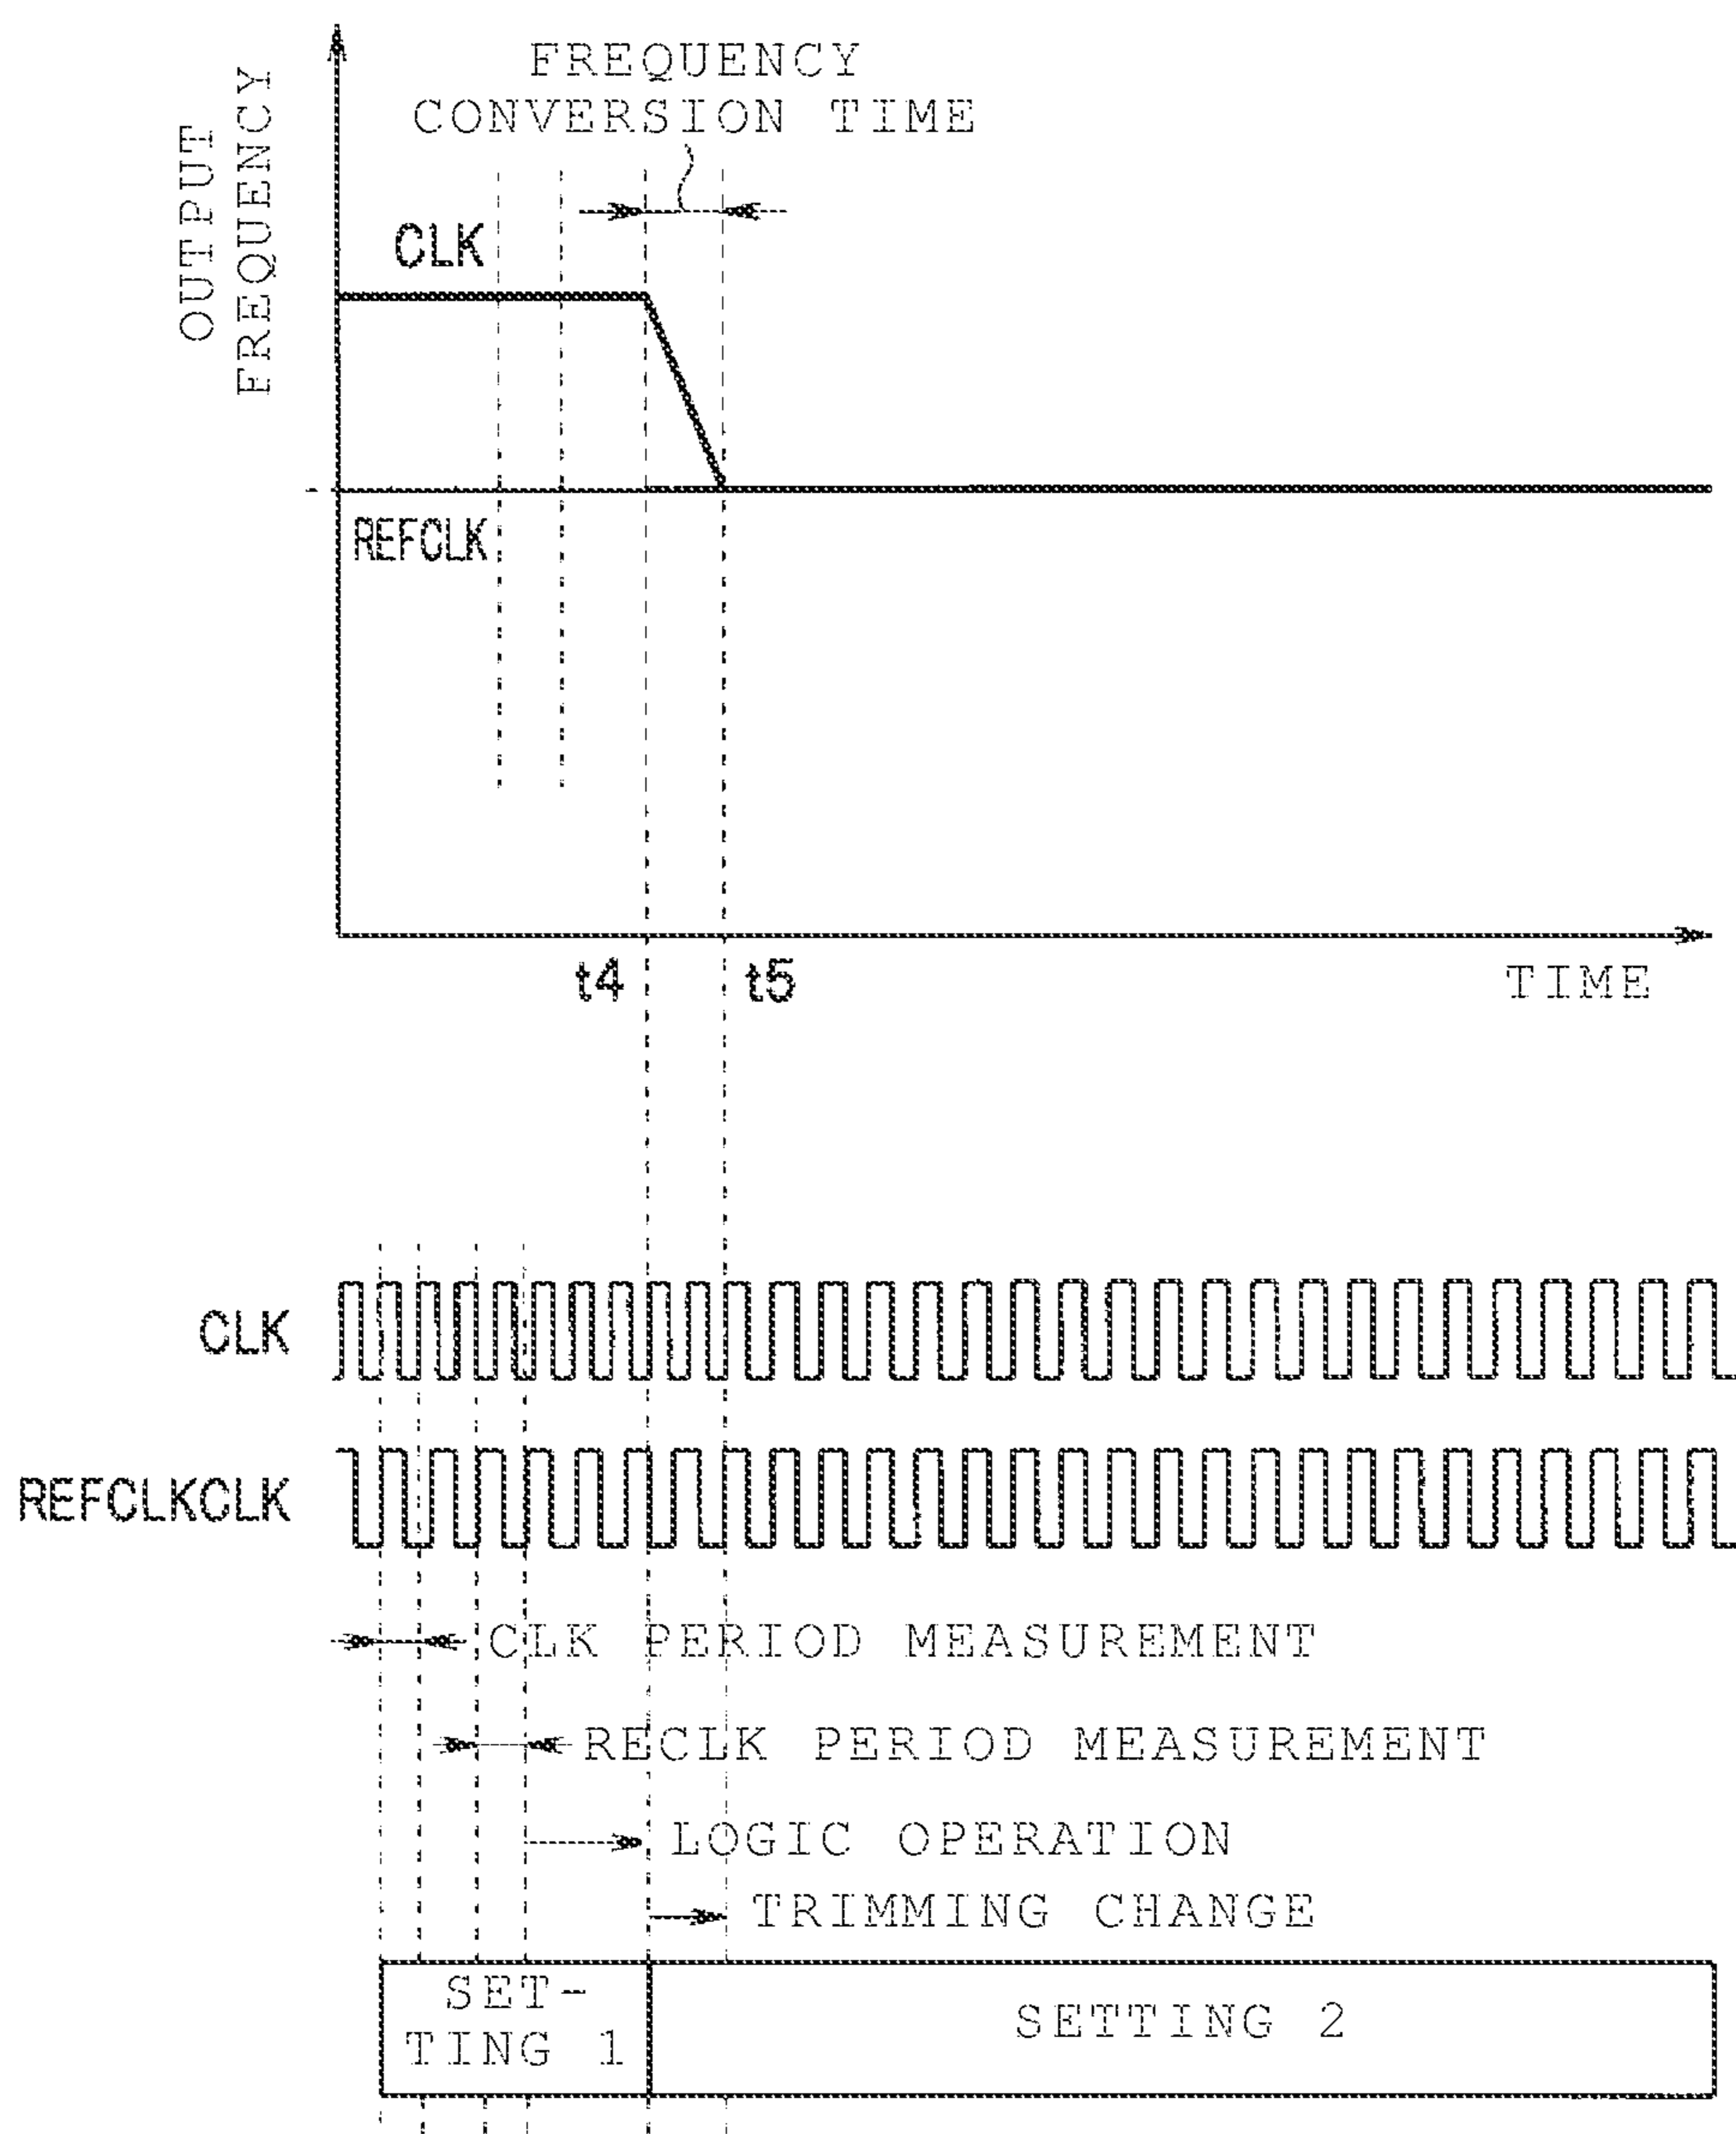 FREQUENCY
CONVERSION TIME
OUTPUT
FREQUENCY
CLK
REFCLK
t4
t5
TIME
CLK
REFCLKCLK
CLK PERIOD MEASUREMENT
RECLK PERIOD MEASUREMENT
LOGIC OPERATION
TRIMMING CHANGE
SET-
TING 1
SETTING 2